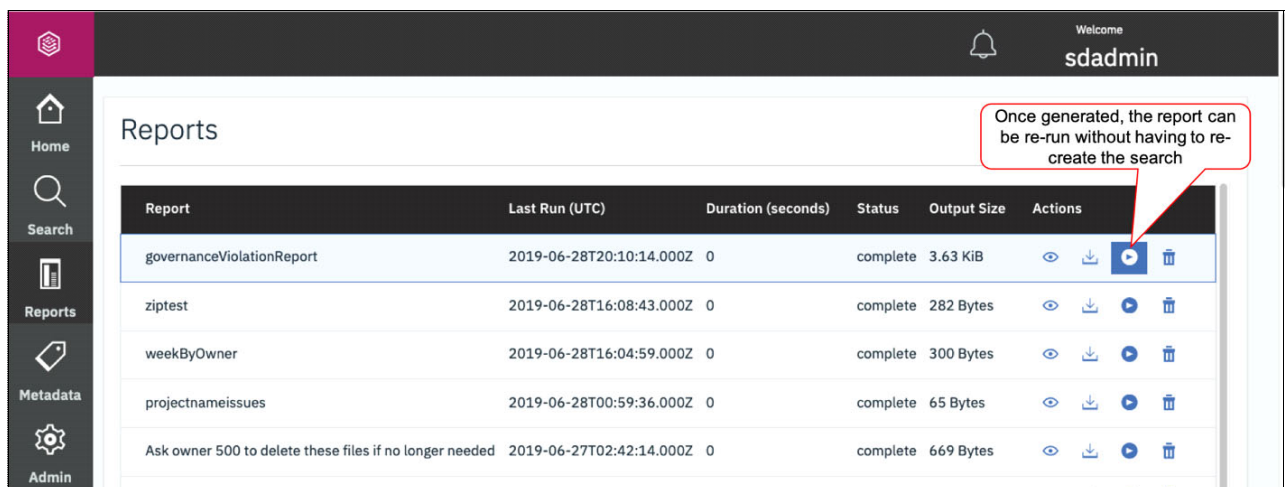 Welcome
sdadmin
Home
Search
Reports
Metadata
Admin
Reports
Once generated, the report can
be re-run without having to re-
create the search
Report Last Run (UTC) Duration (seconds) Status Output Size Actions
governanceViolationReport 2019-06-28T20:10:14.000Z 0 complete 3.63 KiB
ziptest 2019-06-28T16:08:43.000Z 0 complete 282 Bytes
weekByOwner 2019-06-28T16:04:59.000Z 0 complete 300 Bytes
projectnameissues 2019-06-28T00:59:36.000Z 0 complete 65 Bytes
Ask owner 500 to delete these files if no longer needed 2019-06-27T02:42:14.000Z 0 complete 669 Bytes